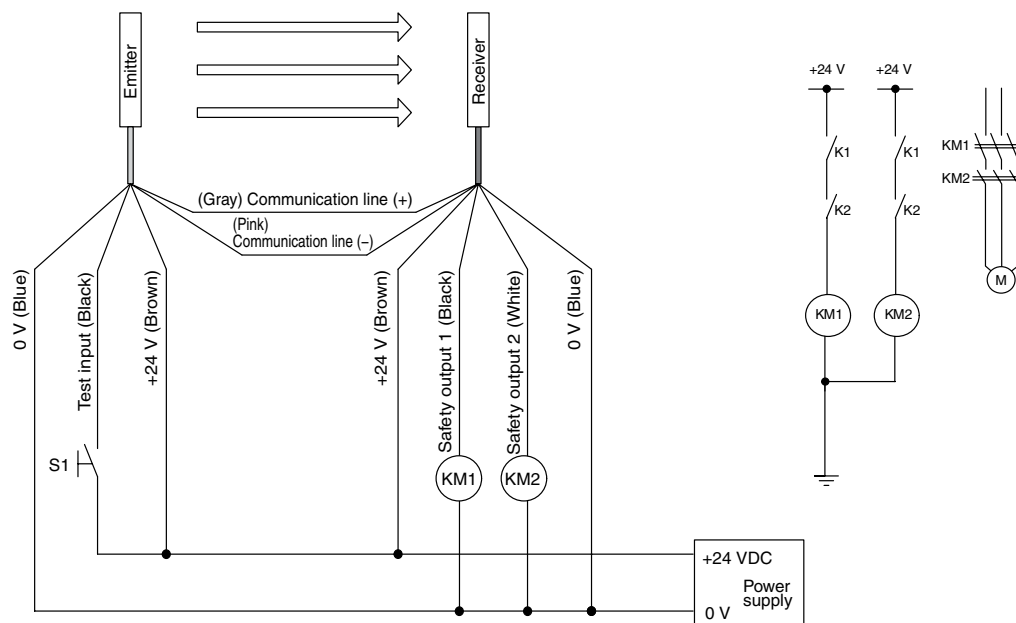 Emitter
Receiver
(Gray) Communication line (+)
(Pink)
Communication line (−)
0 V (Blue)
Test input (Black)
+24 V (Brown)
+24 V (Brown)
Safety output 1 (Black)
Safety output 2 (White)
0 V (Blue)
S1
KM1
KM2
+24 VDC
Power
supply
0 V
+24 V
+24 V
K1
K1
K2
K2
KM1
KM2
KM1
KM2
M